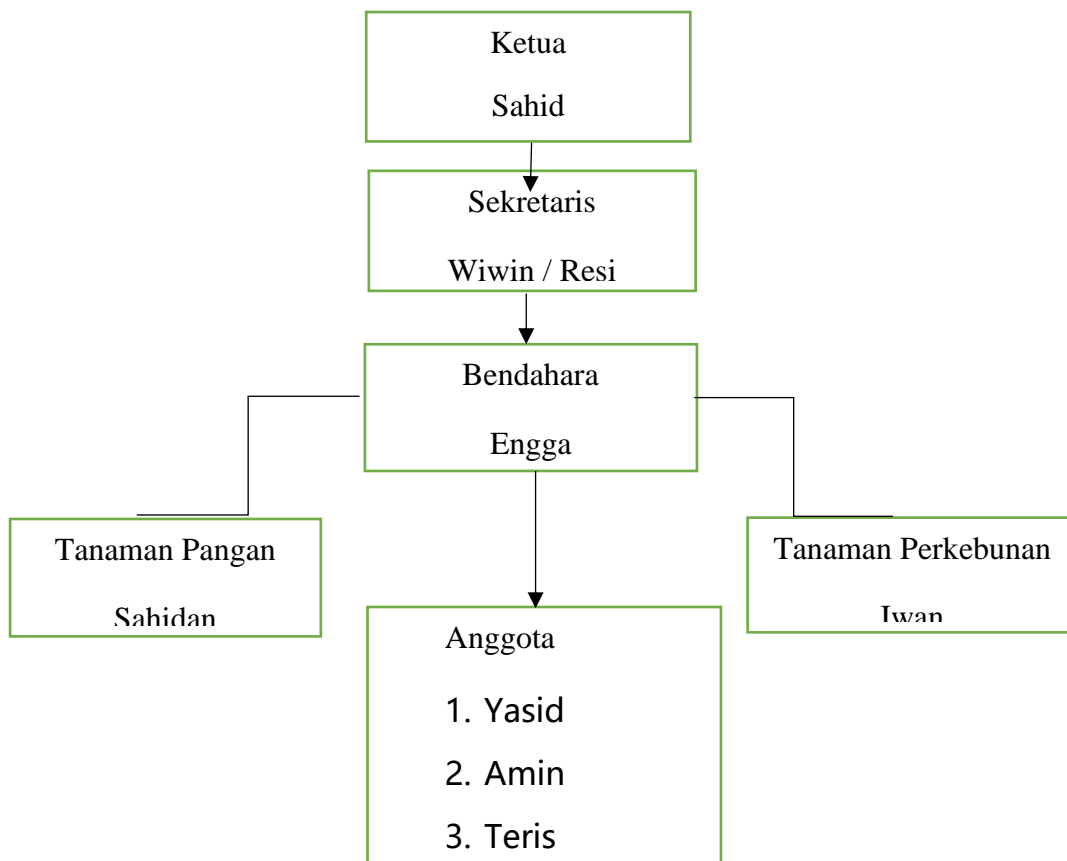 Ketua
Sahid
Sekretaris
Wiwin / Resi
Bendahara
Engga
Tanaman Pangan
Sahidan
Tanaman Perkebunan
Iwan
Anggota
1. Yasid
2. Amin
3. Teris